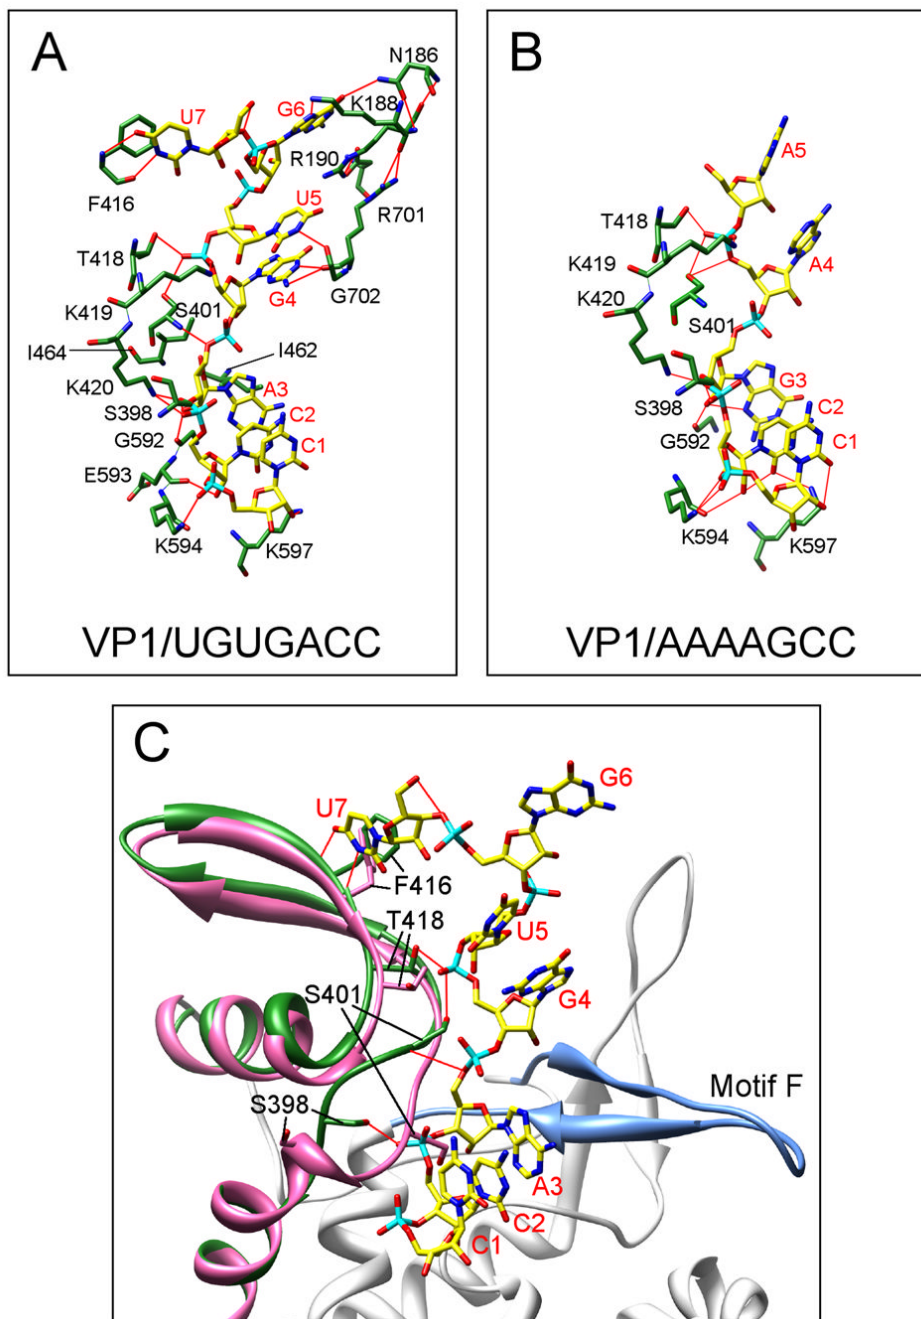 A
N186
U7
G6
K188
R190
F416
R701
U5
T418
G702
K419
S401
G4
I464
I462
K420
A3
S398
C2
G592
C1
E593
K594
K597
VP1/UGUGACC
B
A5
T418
K419
A4
K420
S401
G3
S398
C2
G592
C1
K594
K597
VP1/AAAAGCC
C
G6
U7
F416
T418
U5
S401
G4
Motif F
S398
A3
C2
C1